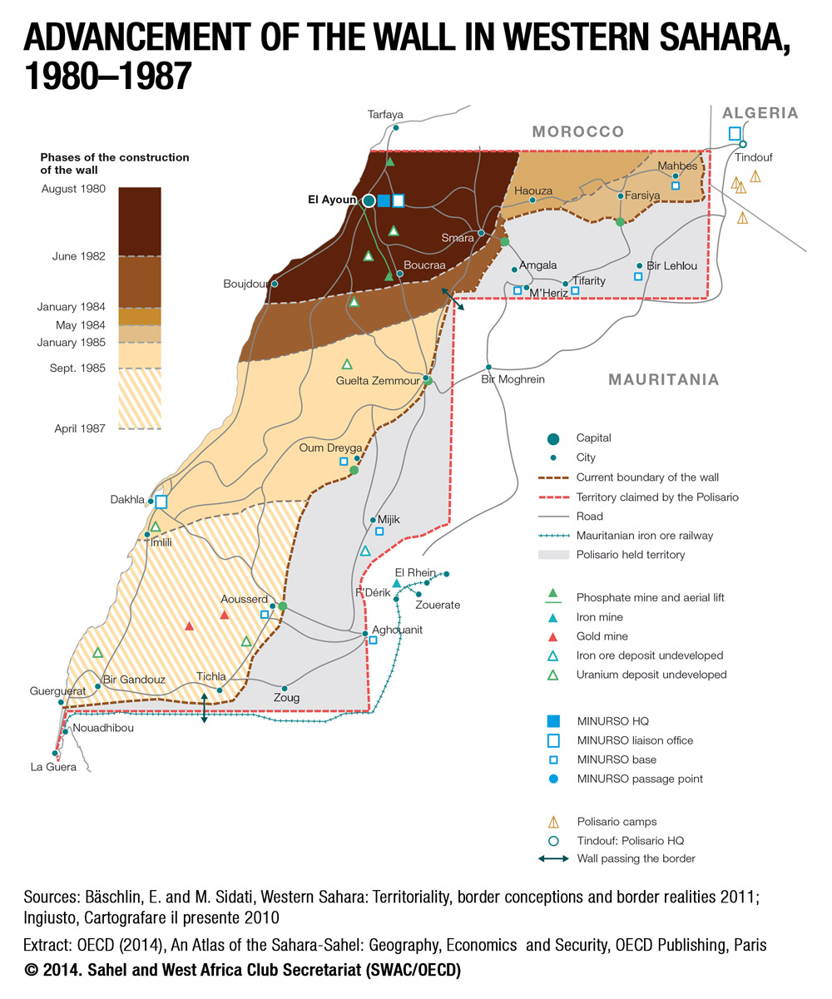 ADVANCEMENT OF THE WALL IN WESTERN SAHARA,
1980–1987
Tarfaya
ALGERIA
MOROCCO
Tindouf
Phases of the construction
of the wall
August 1980
June 1982
January 1984
May 1984
January 1985
Sept. 1985
April 1987
Mahbes
Haouza
Farsiya
El Ayoun
Smara
Boucraa
Amgala
Bir Lehlou
Boujdour
Tifarity
M'Heriz
Guelta Zemmour
Bir Moghrein
MAURITANIA
Oum Dreyga
Dakhla
Mijik
Imlili
El Rhein
F'Dérik
Zouerate
Aousserd
Aghouanit
Bir Gandouz
Tichla
Guerguerat
Zoug
Nouadhibou
La Guera
Capital
City
Current boundary of the wall
Territory claimed by the Polisario
Road
Mauritanian iron ore railway
Polisario held territory
Phosphate mine and aerial lift
Iron mine
Gold mine
Iron ore deposit undeveloped
Uranium deposit undeveloped
MINURSO HQ
MINURSO liaison office
MINURSO base
MINURSO passage point
Polisario camps
Tindouf: Polisario HQ
Wall passing the border
Sources: Bäschlin, E. and M. Sidati, Western Sahara: Territoriality, border conceptions and border realities 2011;
Ingiusto, Cartografare il presente 2010
Extract: OECD (2014), An Atlas of the Sahara-Sahel: Geography, Economics and Security, OECD Publishing, Paris
© 2014. Sahel and West Africa Club Secretariat (SWAC/OECD)